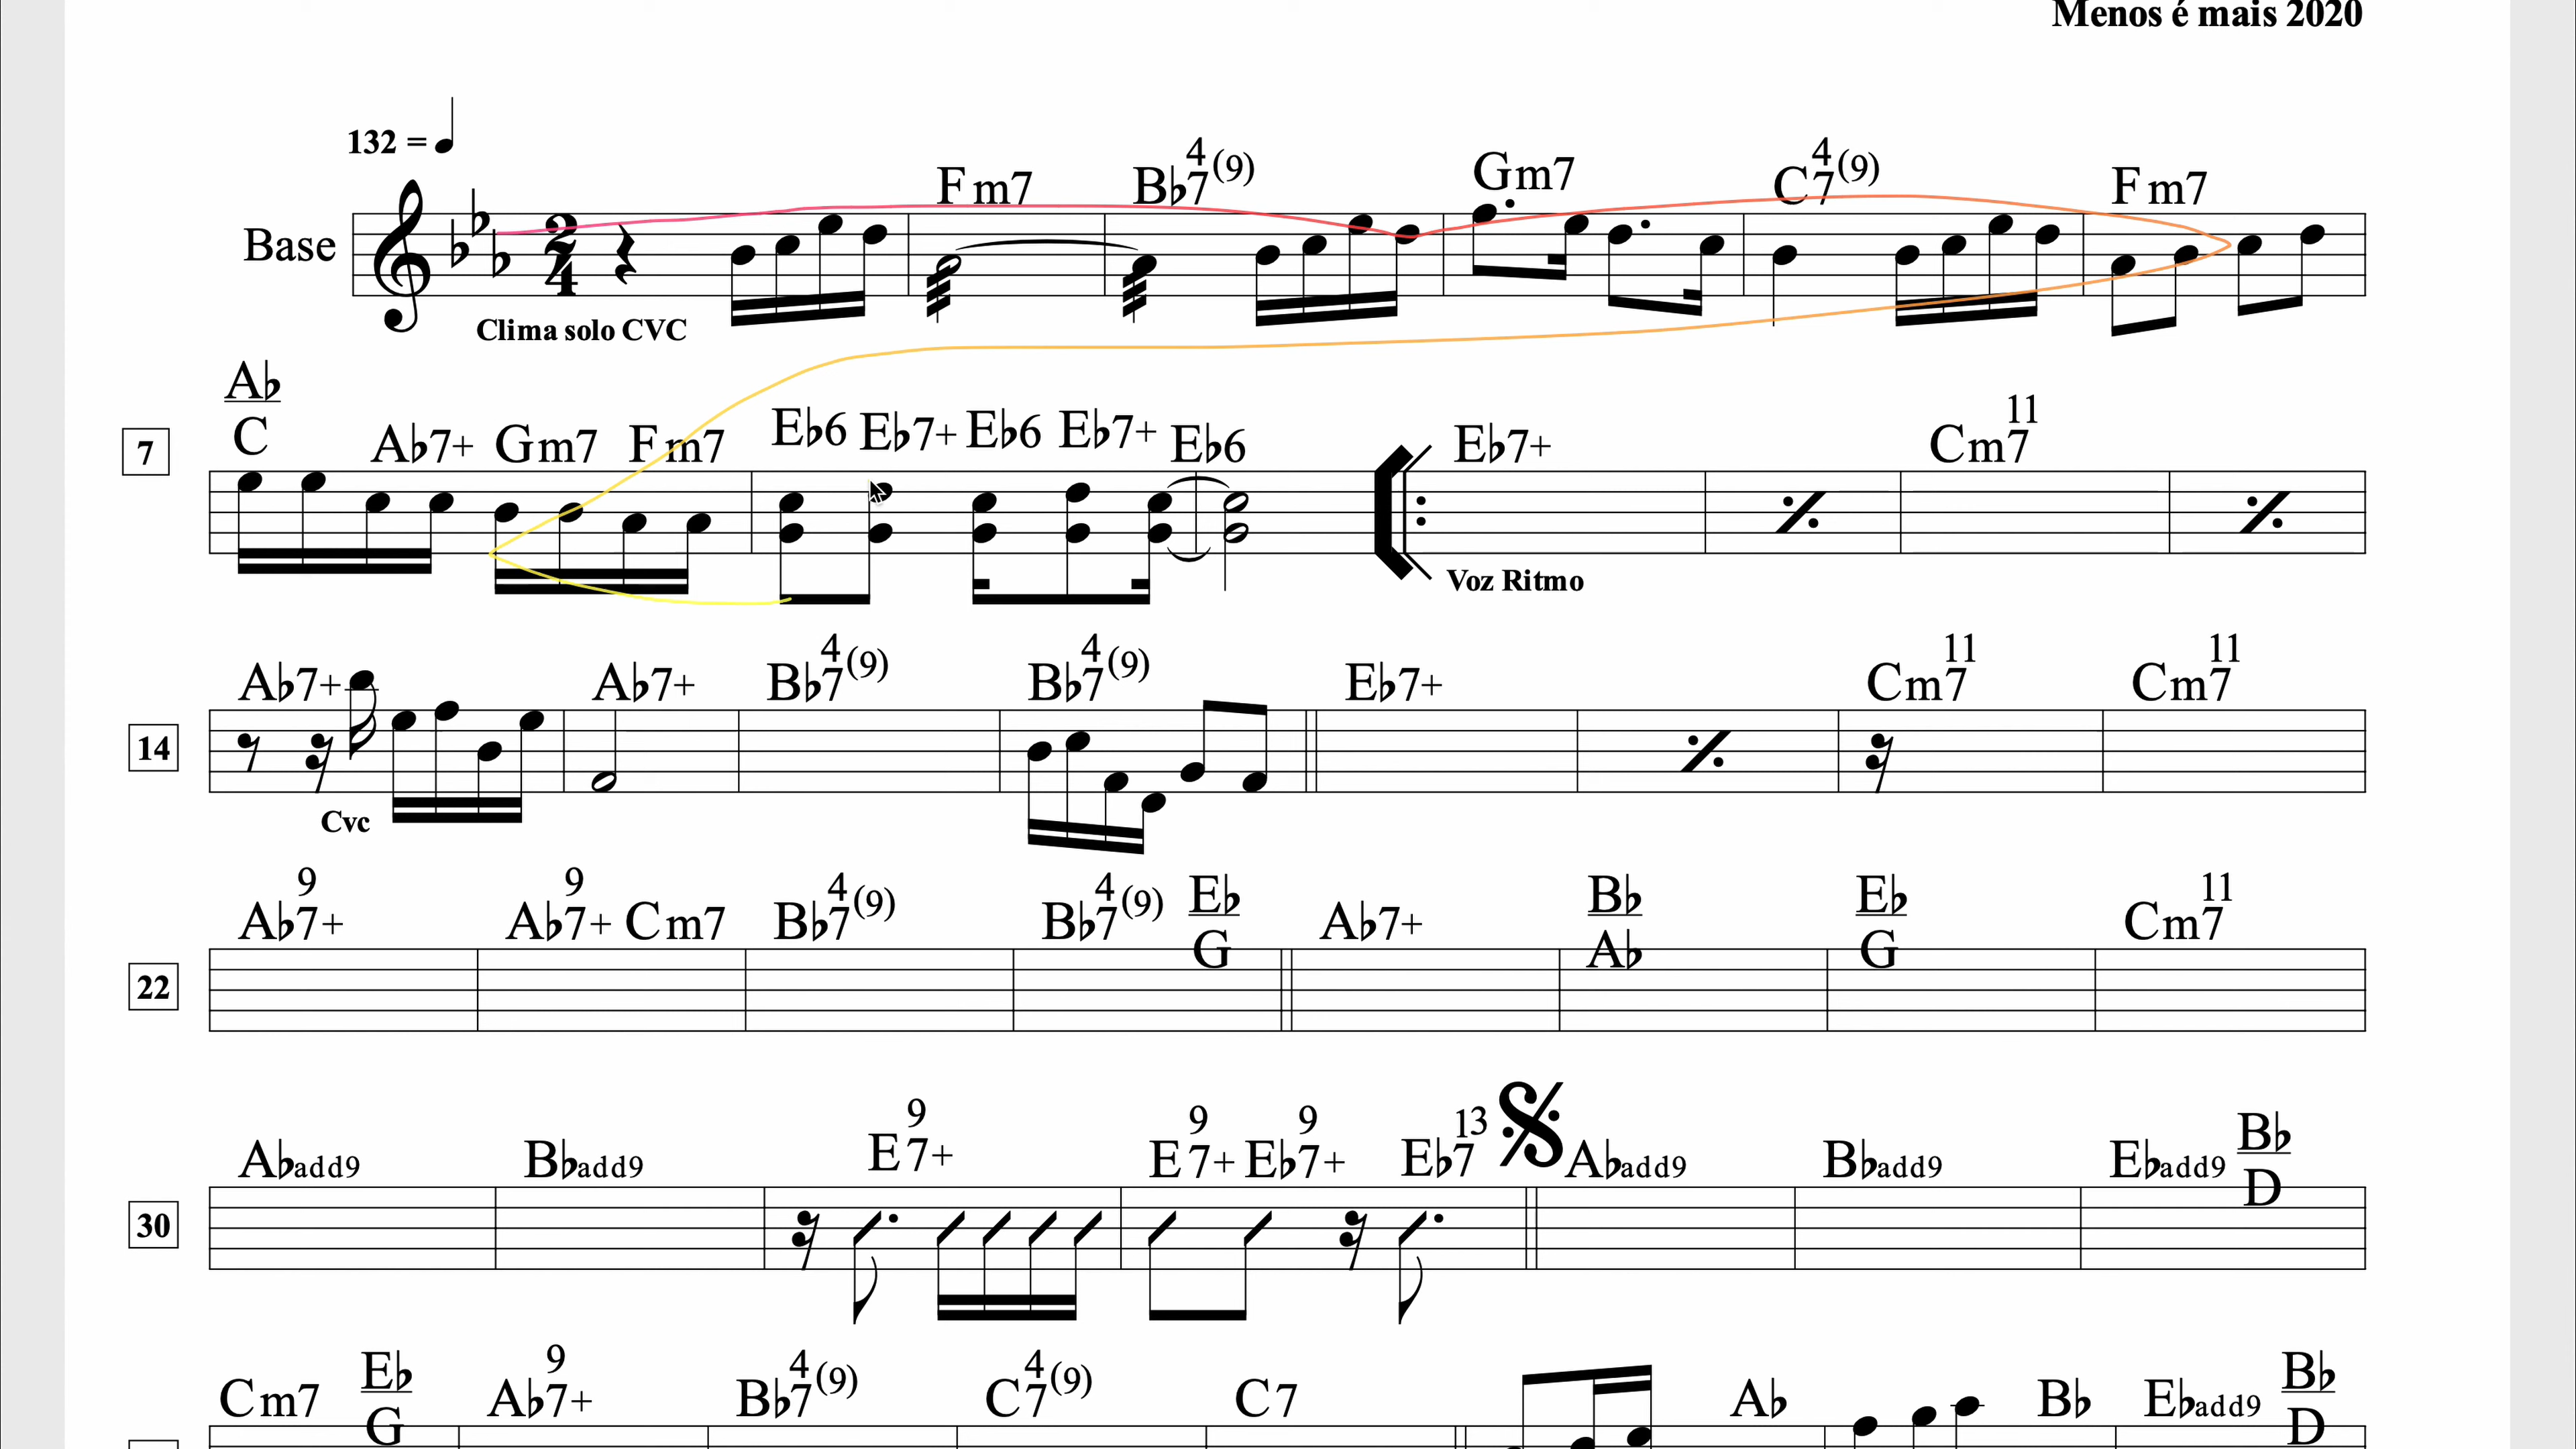 Menos é mais 2020
132 =
Fm7 Bb7 4(9) Gm7 C7 4(9) Fm7
Base
2
4
Clima solo CVC
7
Ab/C Ab7+ Gm7 Fm7 Eb6 Eb7+ Eb6 Eb7+ Eb6 Eb7+ Cm7 11
Voz Ritmo
14
Ab7+ Ab7+ Bb7 4(9) Bb7 4(9) Eb7+ Cm7 11 Cm7 11
Cvc
22
Ab7+ 9 Ab7+ 9 Cm7 Bb7 4(9) Bb7 4(9) Eb/G Ab7+ Bb/Ab Eb/G Cm7 11
30
Abadd9 Bbadd9 E7+ 9 E7+ 9 Eb7+ 9 Eb7 13 Abadd9 Bbadd9 Ebadd9 Bb/D
Cm7 Eb/G Ab7+ 9 Bb7 4(9) C7 4(9) C7 Ab Bb Ebadd9 Bb/D